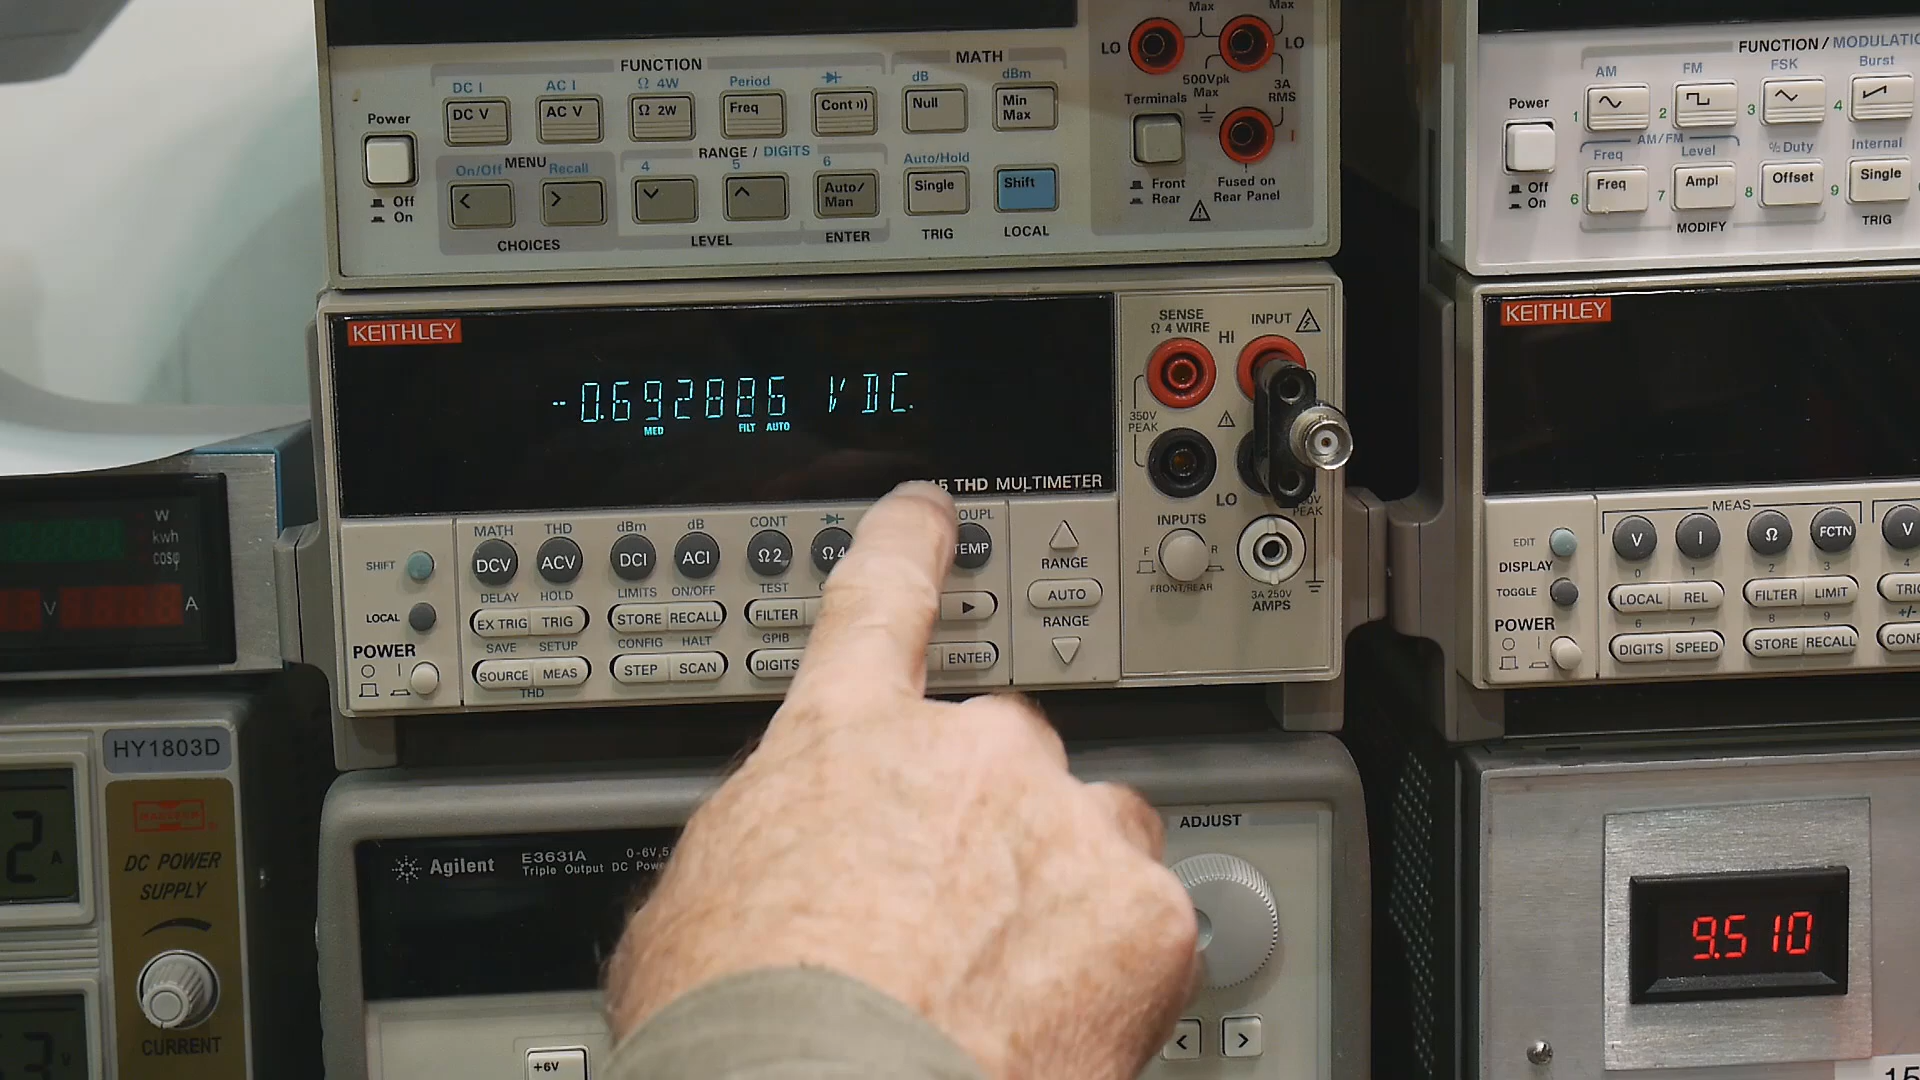 Max
Max
LO
LO
500Vpk
Max
3A
RMS
I
Terminals
Front
Rear
Fused on
Rear Panel
FUNCTION
MATH
DC I
AC I
Ω 4W
Period
dB
dBm
DC V
AC V
Ω 2W
Freq
Cont
Null
Min
Max
Power
Off
On
MENU
RANGE / DIGITS
On/Off
Recall
4
5
6
Auto/Hold
<
>
Auto/
Man
Single
Shift
CHOICES
LEVEL
ENTER
TRIG
LOCAL
FUNCTION /
AM
FM
FSK
Burst
Power
1
2
3
4
AM/FM
Freq
Level
% Duty
Internal
Off
On
6
Freq
7
Ampl
8
Offset
9
Single
MODIFY
TRIG
KEITHLEY
-0.692886 VDC
MED
FILT AUTO
THD MULTIMETER
SENSE
Ω 4 WIRE
HI
INPUT
350V
PEAK
LO
PEAK
INPUTS
F
R
FRONT/REAR
3A 250V
AMPS
MATH
THD
dBm
dB
CONT
SHIFT
DCV
ACV
DCI
ACI
Ω2
Ω4
TEMP
RANGE
DELAY
HOLD
LIMITS
ON/OFF
TEST
LOCAL
EX TRIG
TRIG
STORE
RECALL
FILTER
AUTO
SAVE
SETUP
CONFIG
HALT
GPIB
RANGE
POWER
SOURCE
MEAS
STEP
SCAN
DIGITS
ENTER
THD
KEITHLEY
MEAS
EDIT
V
I
Ω
FCTN
V
DISPLAY
0
1
2
3
4
TOGGLE
LOCAL
REL
FILTER
LIMIT
+/-
POWER
6
7
8
9
DIGITS
SPEED
STORE
RECALL
W
kwh
cosφ
V
A
HY1803D
2
A
DC POWER
SUPPLY
V
CURRENT
Agilent
E3631A
Triple Output DC
+6V
ADJUST
<
>
9.510
15